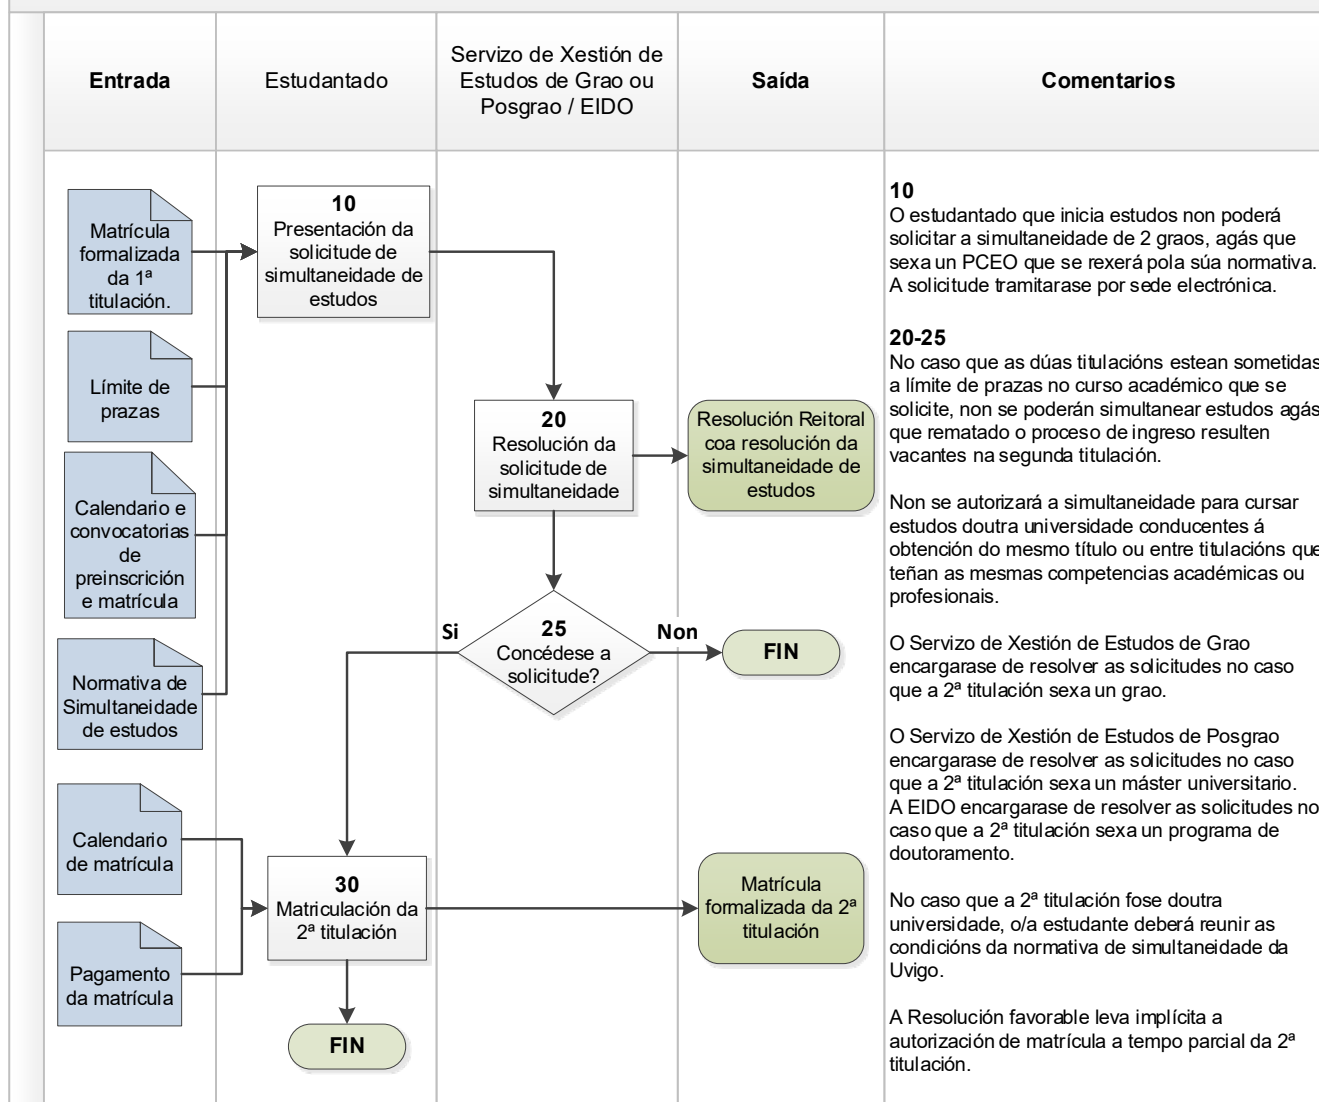 Entrada
Estudantado
Servizo de Xestión de
Estudos de Grao ou
Posgrao / EIDO
Saída
Comentarios
Matrícula
formalizada
da 1ª
titulación.
Límite de
prazas
Calendario e
convocatorias
de
preinscrición
e matrícula
Normativa de
Simultaneidade
de estudos
Calendario
de matrícula
Pagamento
da matrícula
10
Presentación da
solicitude de
simultaneidade de
estudos
20
Resolución da
solicitude de
simultaneidade
Resolución Reitoral
coa resolución da
simultaneidade de
estudos
25
Concédese a
solicitude?
Si
Non
FIN
30
Matriculación da
2ª titulación
Matrícula
formalizada da 2ª
titulación
FIN
10
O estudantado que inicia estudos non poderá
solicitar a simultaneidade de 2 graos, agás que
sexa un PCEO que se rexerá pola súa normativa.
A solicitude tramitarase por sede electrónica.
20-25
No caso que as dúas titulacións estean sometidas
a límite de prazas no curso académico que se
solicite, non se poderán simultanear estudos agás
que rematado o proceso de ingreso resulten
vacantes na segunda titulación.
Non se autorizará a simultaneidade para cursar
estudos doutra universidade conducentes á
obtención do mesmo título ou entre titulacións que
teñan as mesmas competencias académicas ou
profesionais.
O Servizo de Xestión de Estudos de Grao
encargarase de resolver as solicitudes no caso
que a 2ª titulación sexa un grao.
O Servizo de Xestión de Estudos de Posgrao
encargarase de resolver as solicitudes no caso
que a 2ª titulación sexa un máster universitario.
A EIDO encargarase de resolver as solicitudes no
caso que a 2ª titulación sexa un programa de
doutoramento.
No caso que a 2ª titulación fose doutra
universidade, o/a estudante deberá reunir as
condicións da normativa de simultaneidade da
Uvigo.
A Resolución favorable leva implícita a
autorización de matrícula a tempo parcial da 2ª
titulación.